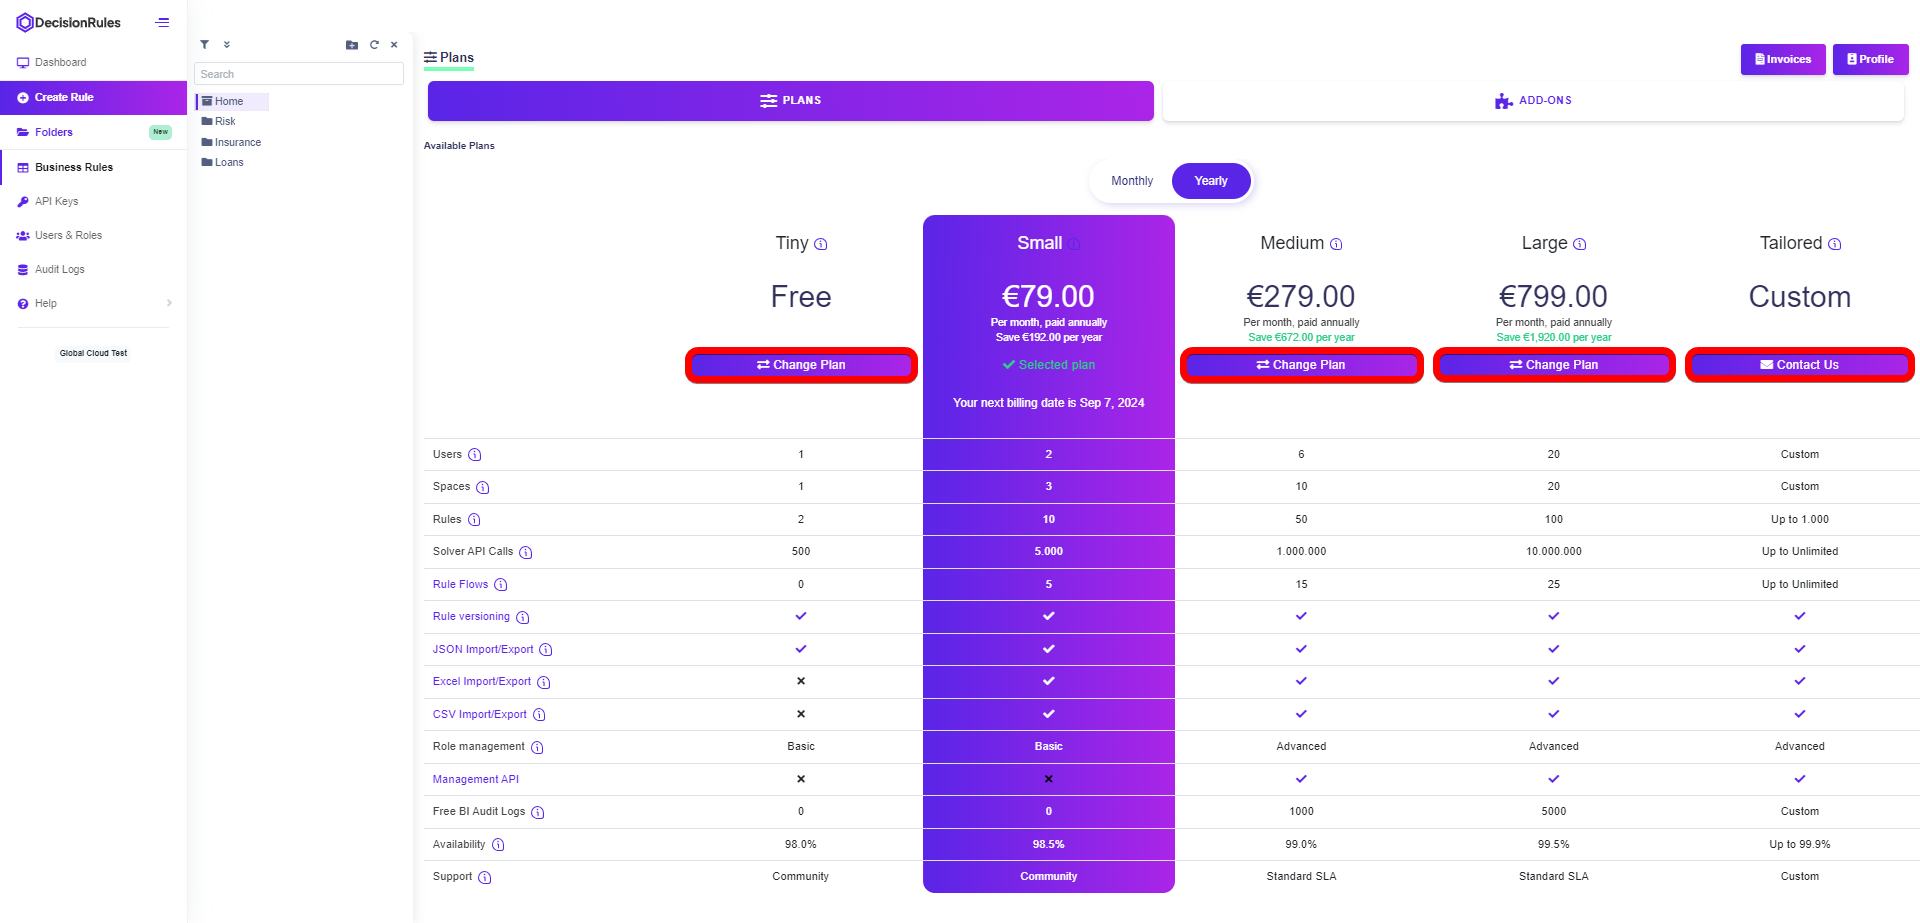 DecisionRules
Dashboard
Create Rule
Folders New
Business Rules
API Keys
Users & Roles
Audit Logs
Help
Global Cloud Test
Search
Home
Risk
Insurance
Loans
Plans
Invoices Profile
PLANS ADD-ONS
Available Plans
Monthly Yearly
Tiny Small Medium Large Tailored
Free €79.00 €279.00 €799.00 Custom
Per month, paid annually Per month, paid annually Per month, paid annually
Save €192.00 per year Save €672.00 per year Save €1,920.00 per year
Change Plan Selected plan Change Plan Change Plan Contact Us
Your next billing date is Sep 7, 2024
Users 1 2 6 20 Custom
Spaces 1 3 10 20 Custom
Rules 2 10 50 100 Up to 1.000
Solver API Calls 500 5.000 1.000.000 10.000.000 Up to Unlimited
Rule Flows 0 5 15 25 Up to Unlimited
Rule versioning
JSON Import/Export
Excel Import/Export
CSV Import/Export
Role management Basic Basic Advanced Advanced Advanced
Management API
Free BI Audit Logs 0 0 1000 5000 Custom
Availability 98.0% 98.5% 99.0% 99.5% Up to 99.9%
Support Community Community Standard SLA Standard SLA Custom